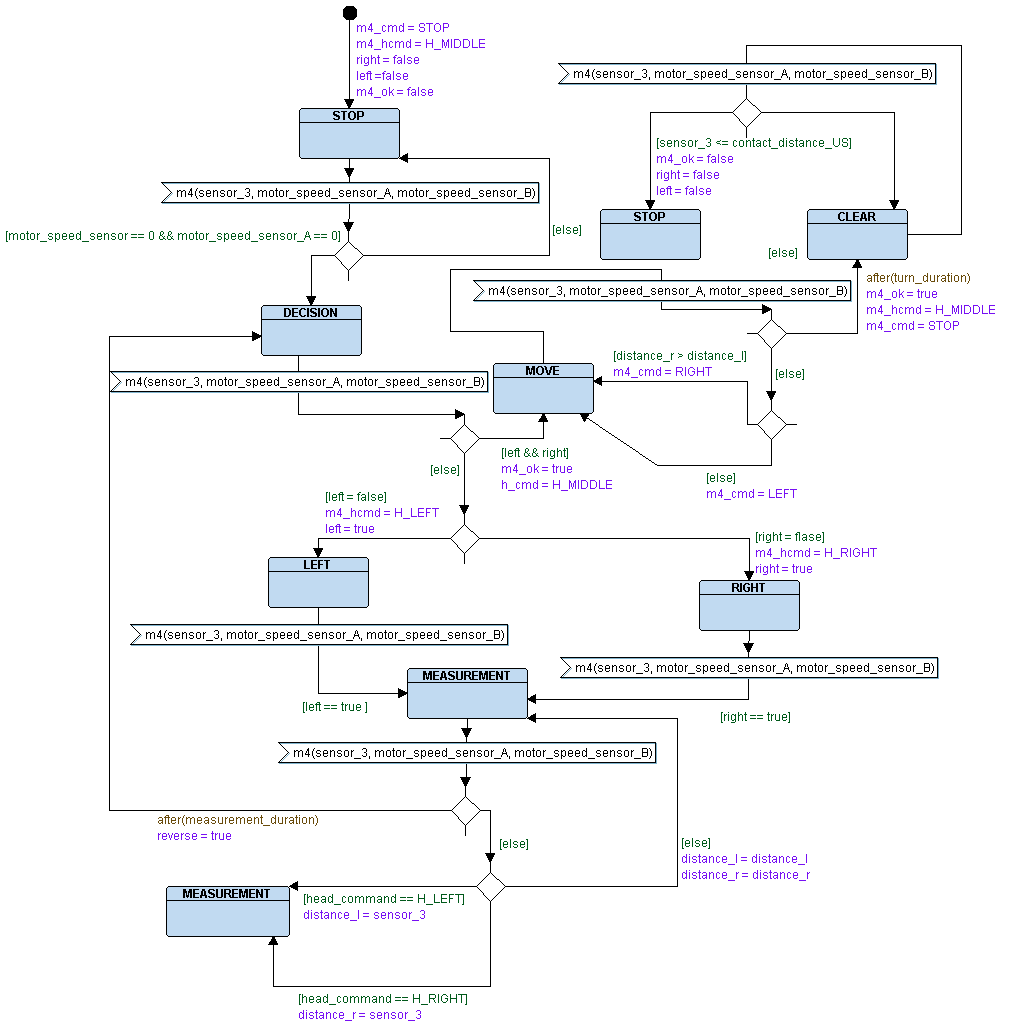 m4_cmd = STOP
m4_hcmd = H_MIDDLE
right = false
left =false
m4_ok = false
STOP
m4(sensor_3, motor_speed_sensor_A, motor_speed_sensor_B)
[motor_speed_sensor == 0 && motor_speed_sensor_A == 0]
[else]
m4(sensor_3, motor_speed_sensor_A, motor_speed_sensor_B)
[sensor_3 <= contact_distance_US]
m4_ok = false
right = false
left = false
STOP
CLEAR
[else]
after(turn_duration)
m4_ok = true
m4_hcmd = H_MIDDLE
m4_cmd = STOP
m4(sensor_3, motor_speed_sensor_A, motor_speed_sensor_B)
DECISION
m4(sensor_3, motor_speed_sensor_A, motor_speed_sensor_B)
MOVE
[distance_r > distance_l]
m4_cmd = RIGHT
[else]
[else]
m4_cmd = LEFT
[left && right]
m4_ok = true
h_cmd = H_MIDDLE
[else]
[left = false]
m4_hcmd = H_LEFT
left = true
[right = flase]
m4_hcmd = H_RIGHT
right = true
LEFT
RIGHT
m4(sensor_3, motor_speed_sensor_A, motor_speed_sensor_B)
m4(sensor_3, motor_speed_sensor_A, motor_speed_sensor_B)
MEASUREMENT
[left == true ]
[right == true]
m4(sensor_3, motor_speed_sensor_A, motor_speed_sensor_B)
after(measurement_duration)
reverse = true
[else]
[else]
distance_l = distance_l
distance_r = distance_r
MEASUREMENT
[head_command == H_LEFT]
distance_l = sensor_3
[head_command == H_RIGHT]
distance_r = sensor_3